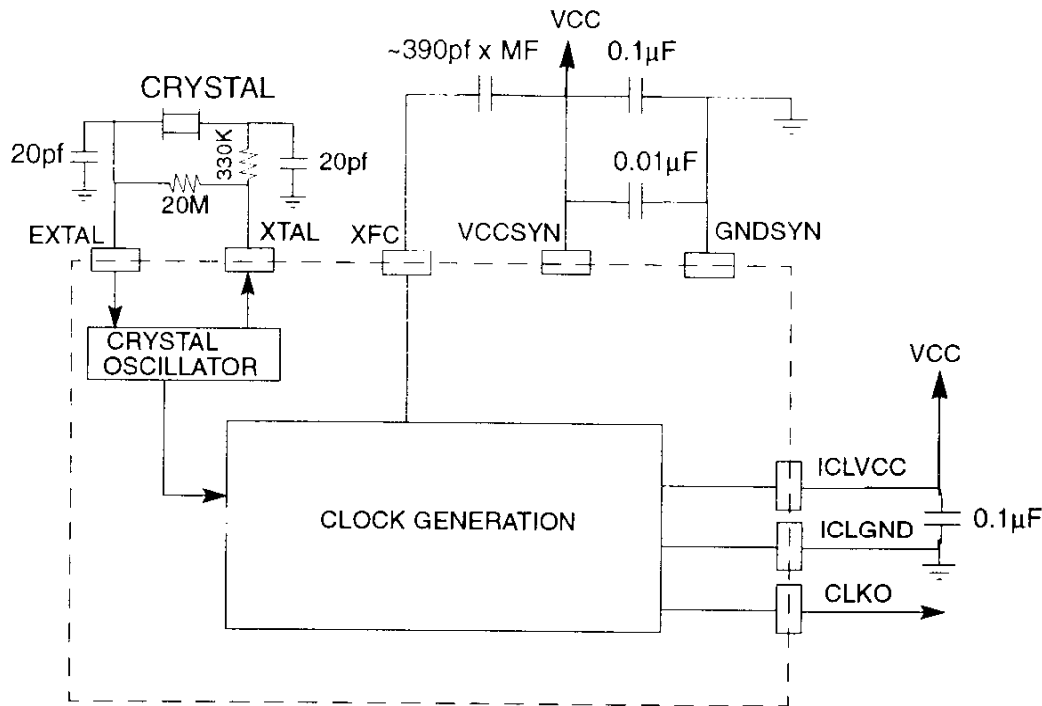 VCC
~390pf x MF
0.1µF
CRYSTAL
20pf
330K
20pf
0.01µF
20M
EXTAL
XTAL
XFC
VCCSYN
GNDSYN
CRYSTAL
OSCILLATOR
VCC
ICLVCC
CLOCK GENERATION
0.1µF
ICLGND
CLKO